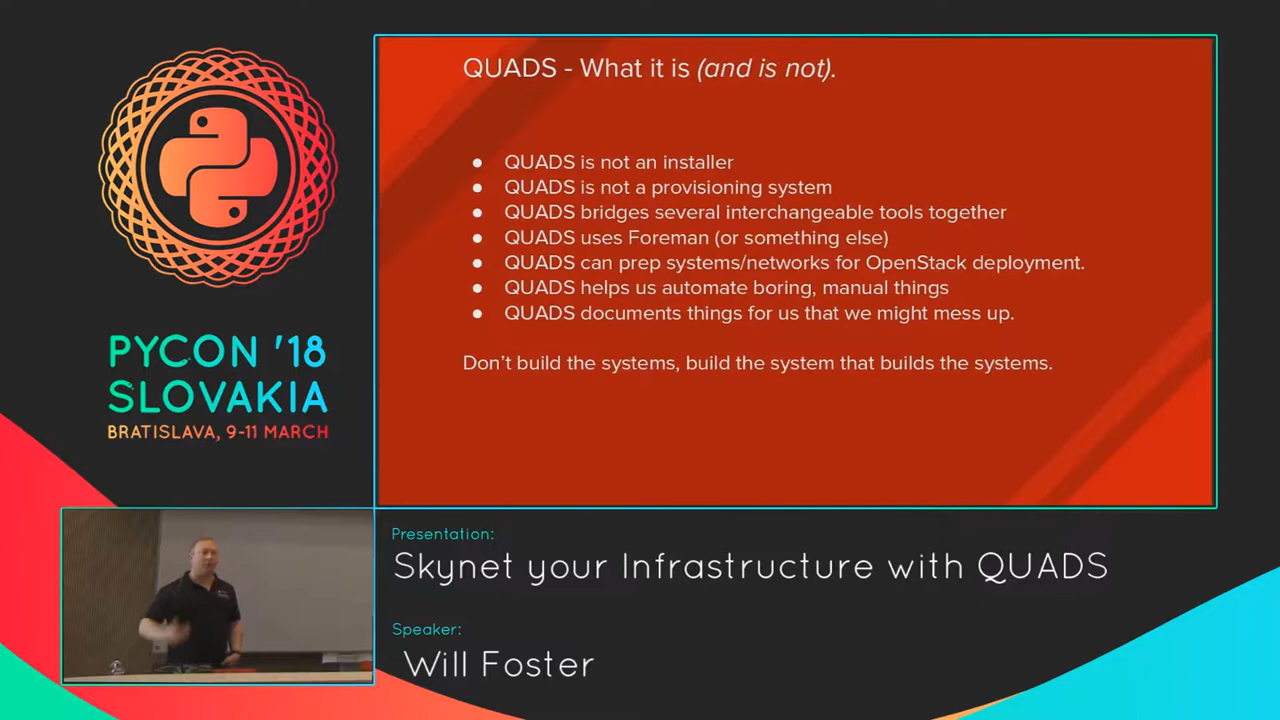 QUADS - What it is (and is not).
● QUADS is not an installer
● QUADS is not a provisioning system
● QUADS bridges several interchangeable tools together
● QUADS uses Foreman (or something else)
● QUADS can prep systems/networks for OpenStack deployment.
● QUADS helps us automate boring, manual things
● QUADS documents things for us that we might mess up.
Don't build the systems, build the system that builds the systems.
PYCON '18
SLOVAKIA
BRATISLAVA, 9-11 MARCH
Presentation:
Skynet your Infrastructure with QUADS
Speaker:
Will Foster